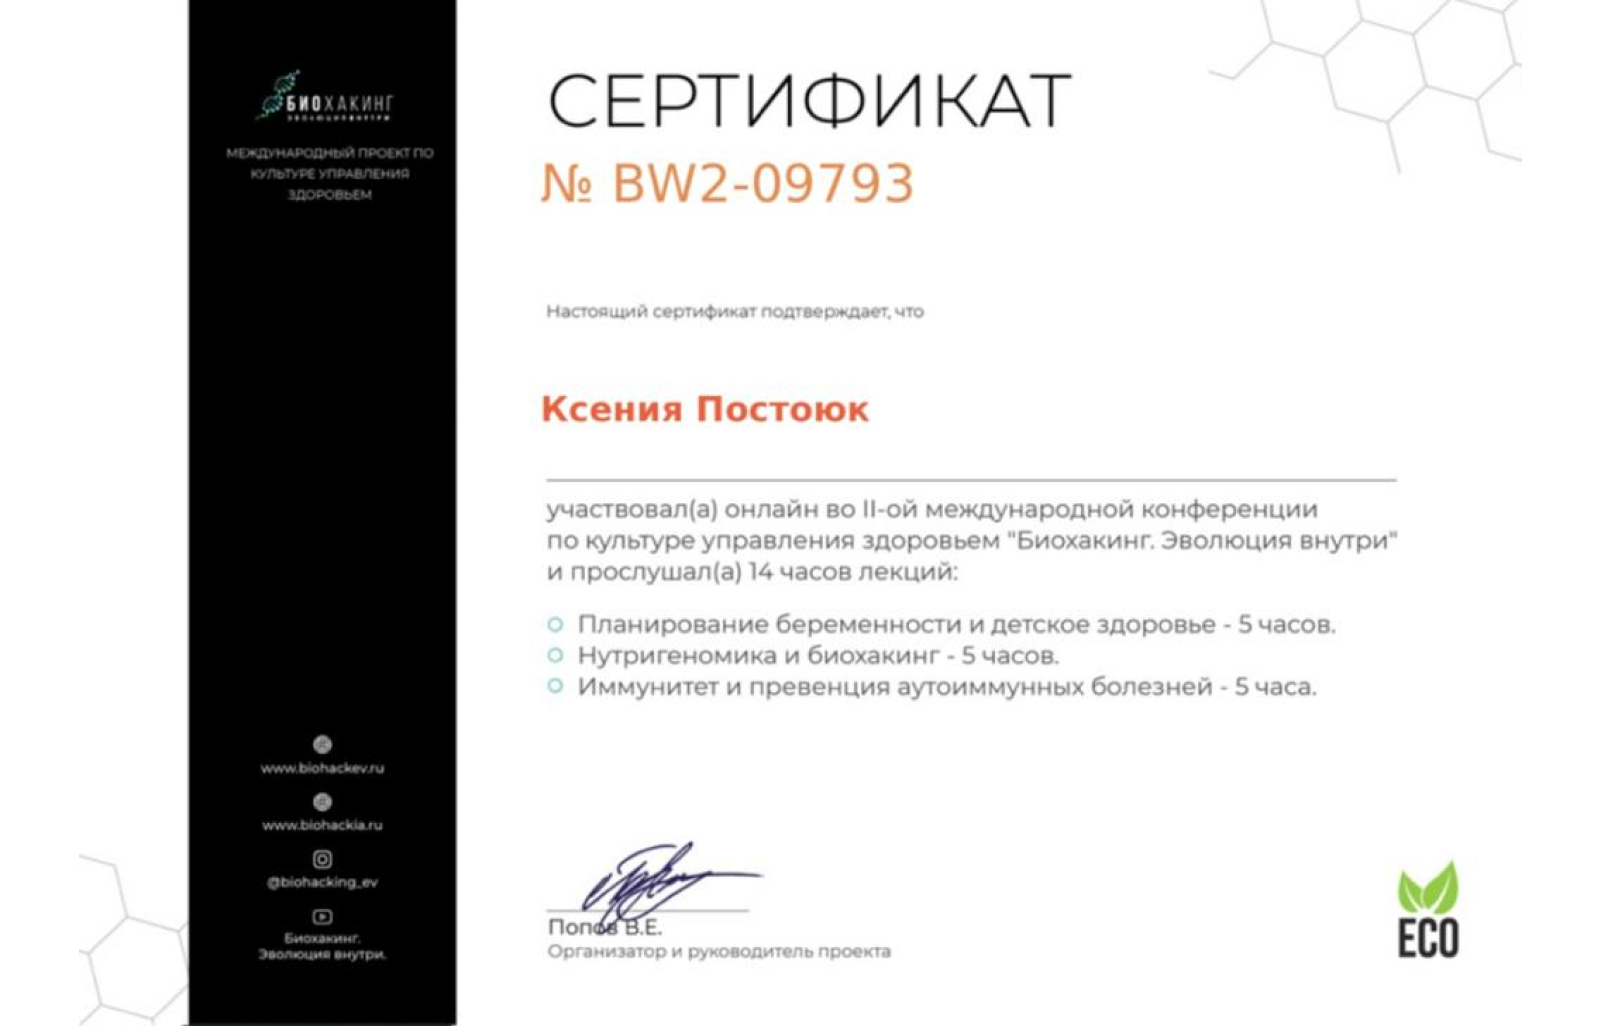 БИОХАКИНГ
ЭВОЛЮЦИЯ ВНУТРИ
МЕЖДУНАРОДНЫЙ ПРОЕКТ ПО
КУЛЬТУРЕ УПРАВЛЕНИЯ
ЗДОРОВЬЕМ
www.biohackev.ru
www.biohackia.ru
@biohacking_ev
Биохакинг.
Эволюция внутри.
СЕРТИФИКАТ
№ BW2-09793
Настоящий сертификат подтверждает, что
Ксения Постоюк
участвовал(а) онлайн во II-ой международной конференции
по культуре управления здоровьем "Биохакинг. Эволюция внутри"
и прослушал(а) 14 часов лекций:
Планирование беременности и детское здоровье - 5 часов.
Нутригеномика и биохакинг - 5 часов.
Иммунитет и превенция аутоиммунных болезней - 5 часа.
Попов В.Е.
Организатор и руководитель проекта
ECO